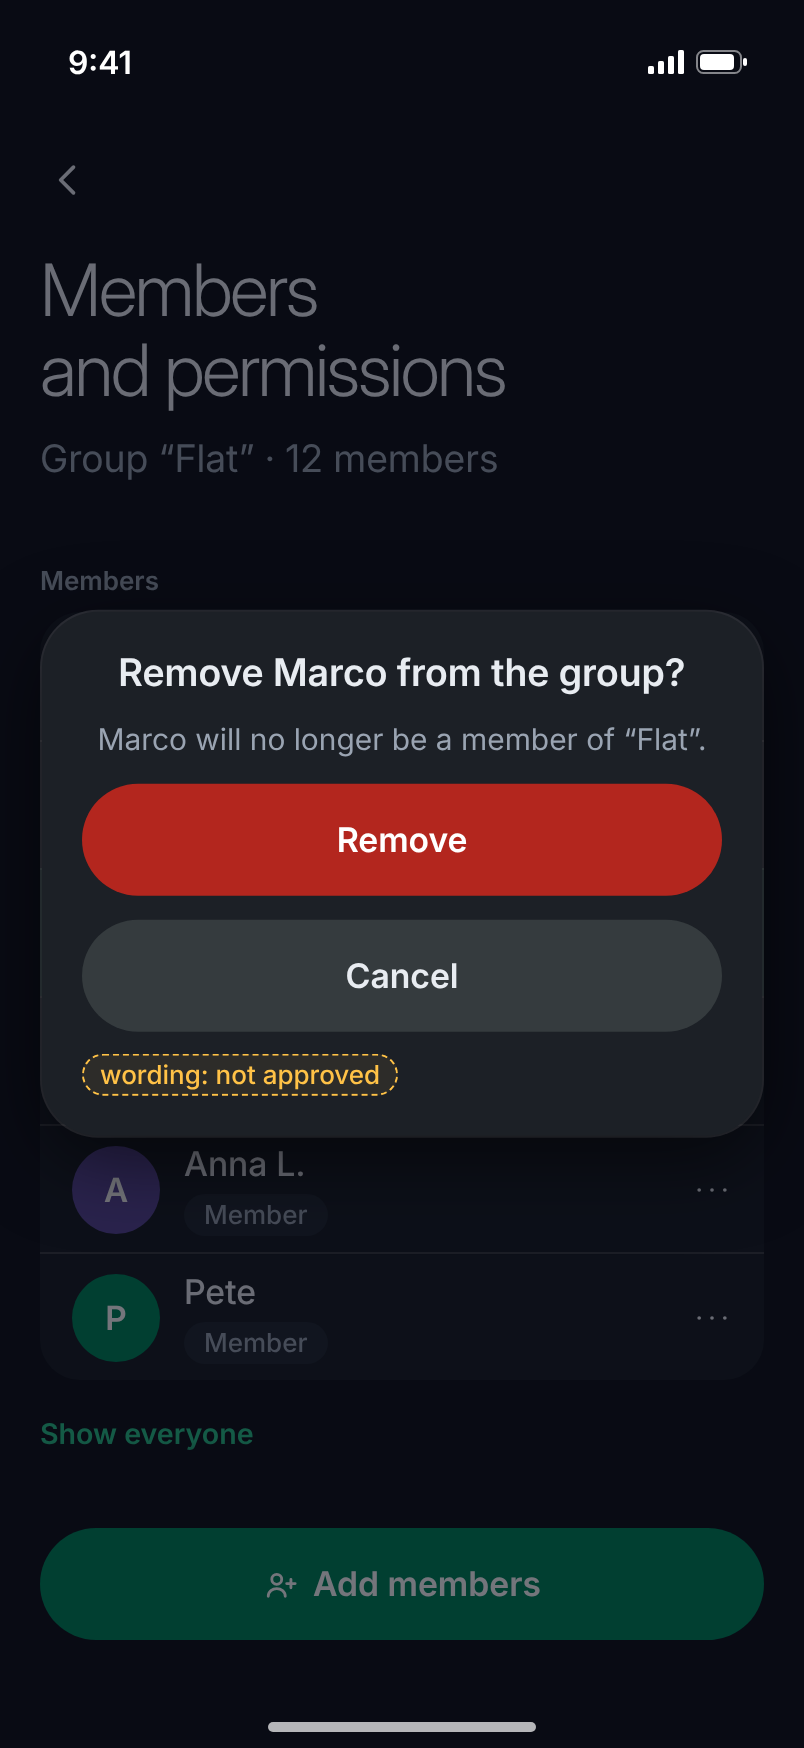 9:41
Members
and permissions
Group “Flat” · 12 members
Members
Remove Marco from the group?
Marco will no longer be a member of “Flat”.
Remove
Cancel
wording: not approved
A
Anna L.
Member
P
Pete
Member
Show everyone
Add members